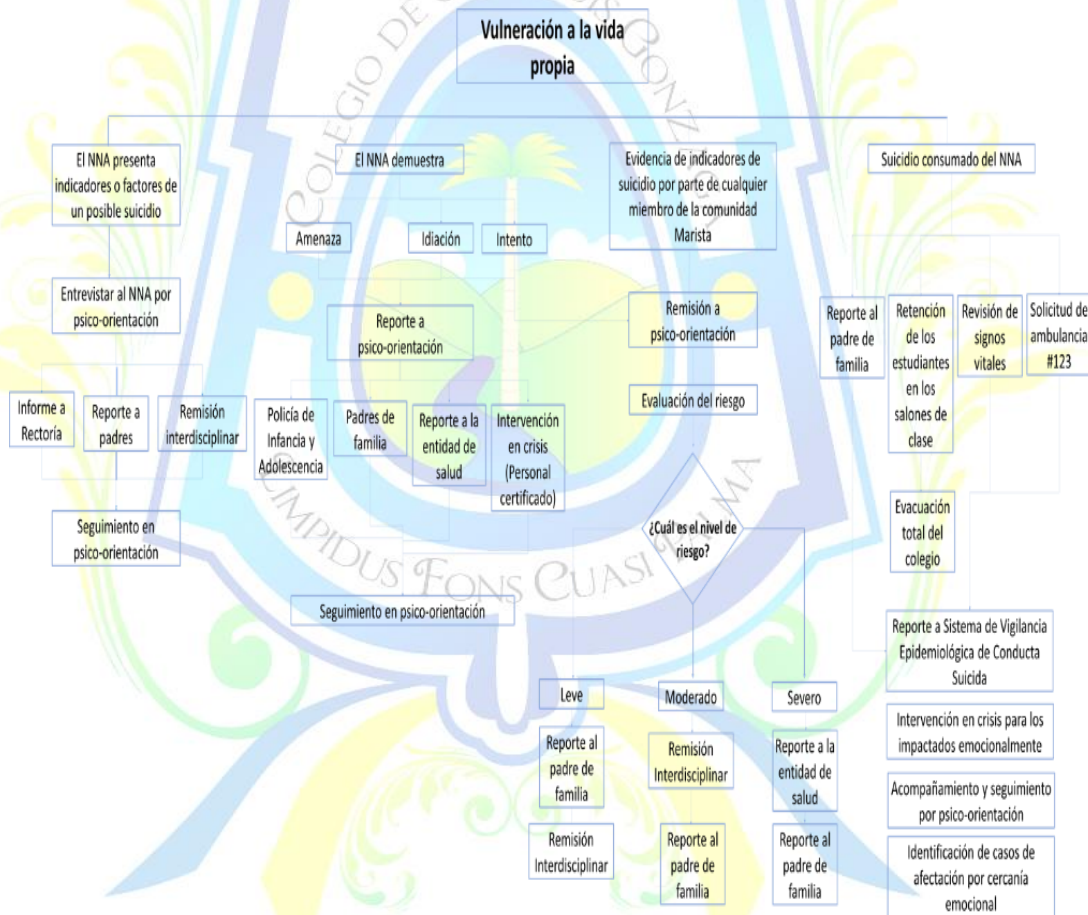 Vulneración a la vida
propia
El NNA presenta
indicadores o factores de
un posible suicidio
Entrevistar al NNA por
psico-orientación
Informe a
Rectoría
Reporte a
padres
Remisión
interdisciplinar
Seguimiento en
psico-orientación
El NNA demuestra
Amenaza
Idiación
Intento
Reporte a
psico-orientación
Policía de
Infancia y
Adolescencia
Padres de
familia
Reporte a la
entidad de
salud
Intervención
en crisis
(Personal
certificado)
Seguimiento en psico-orientación
Evidencia de indicadores de
suicidio por parte de cualquier
miembro de la comunidad
Marista
Remisión a
psico-orientación
Evaluación del riesgo
¿Cuál es el nivel de
riesgo?
Leve
Reporte al
padre de
familia
Remisión
Interdisciplinar
Moderado
Remisión
Interdisciplinar
Reporte al
padre de
familia
Severo
Reporte a la
entidad de
salud
Reporte al
padre de
familia
Suicidio consumado del NNA
Reporte al
padre de
familia
Retención
de los
estudiantes
en los
salones de
clase
Revisión de
signos
vitales
Solicitud de
ambulancia
#123
Evacuación
total del
colegio
Reporte a Sistema de Vigilancia
Epidemiológica de Conducta
Suicida
Intervención en crisis para los
impactados emocionalmente
Acompañamiento y seguimiento
por psico-orientación
Identificación de casos de
afectación por cercanía
emocional
COLEGIO DE
FONS CUASI PALMA